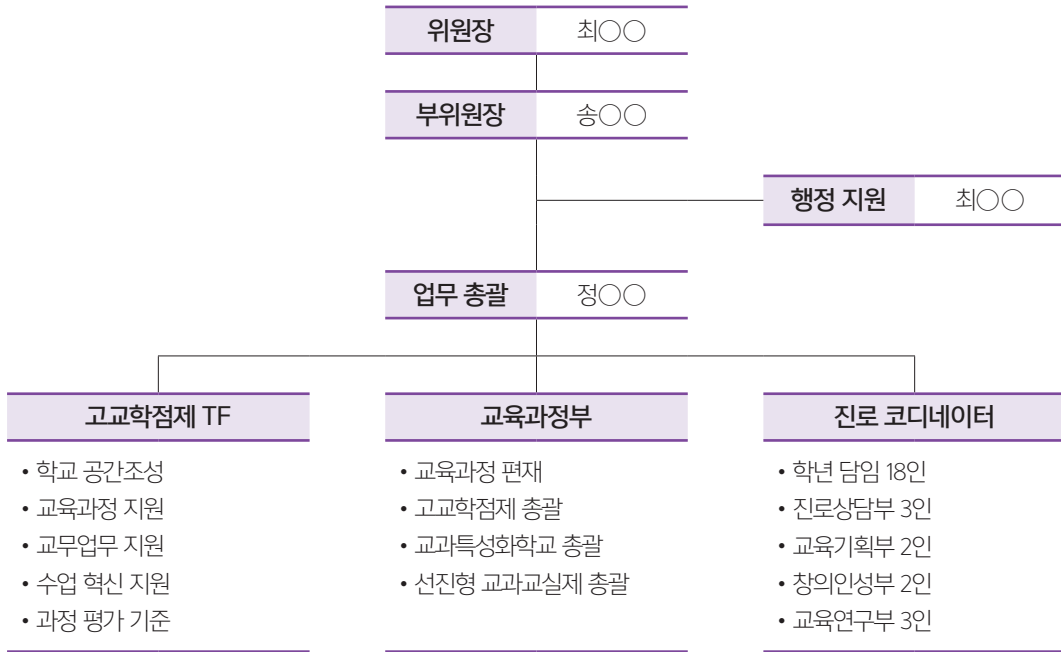 위원장 최○○
부위원장 송○○
행정 지원 최○○
업무 총괄 정○○
고교학점제 TF
• 학교 공간조성
• 교육과정 지원
• 교무업무 지원
• 수업 혁신 지원
• 과정 평가 기준
교육과정부
• 교육과정 편재
• 고교학점제 총괄
• 교과특성화학교 총괄
• 선진형 교과교실제 총괄
진로 코디네이터
• 학년 담임 18인
• 진로상담부 3인
• 교육기획부 2인
• 창의인성부 2인
• 교육연구부 3인